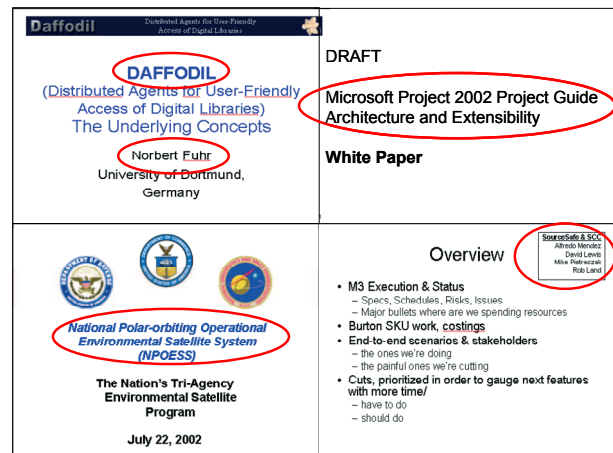 Daffodil
Distributed Agents for User-Friendly
Access of Digital Libraries
DAFFODIL
(Distributed Agents for User-Friendly
Access of Digital Libraries)
The Underlying Concepts
Norbert Fuhr
University of Dortmund,
Germany
DRAFT
Microsoft Project 2002 Project Guide
Architecture and Extensibility
White Paper
National Polar-orbiting Operational
Environmental Satellite System
(NPOESS)
The Nation's Tri-Agency
Environmental Satellite
Program
July 22, 2002
Overview
SourceSafe & SCC
Alfredo Mendez
David Lewis
Mike Pietraszak
Rob Land
• M3 Execution & Status
– Specs, Schedules, Risks, Issues
– Major bullets where are we spending resources
• Burton SKU work, costings
• End-to-end scenarios & stakeholders
– the ones we're doing
– the painful ones we're cutting
• Cuts, prioritized in order to gauge next features
with more time/
– have to do
– should do